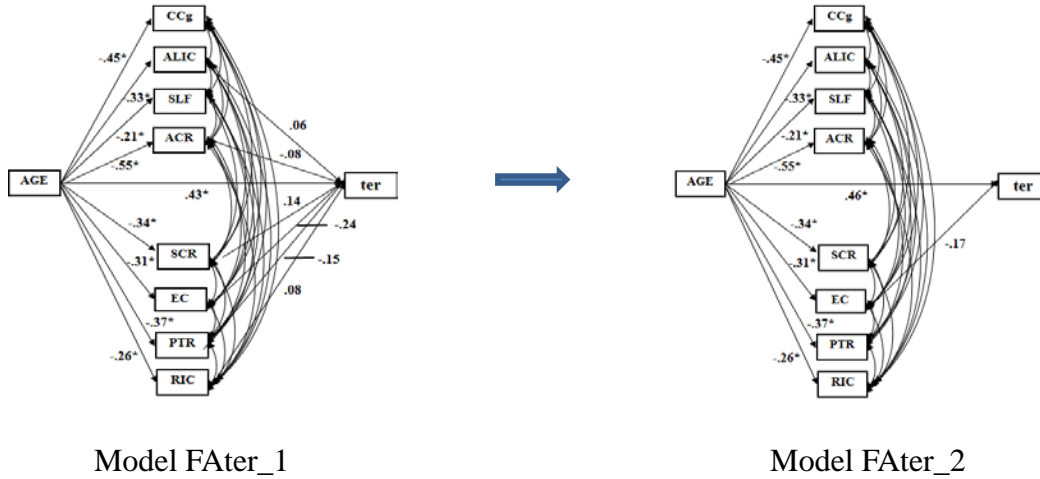 CCg
-.45*
ALIC
-.33*
SLF
.06
-.21*
ACR
-.08
-.55*
AGE
ter
.43*
.14
-.34*
-.24
SCR
-.31*
-.15
EC
.08
-.37*
PTR
-.26*
RIC
Model FAter_1
CCg
-.45*
ALIC
-.33*
SLF
-.21*
ACR
-.55*
AGE
ter
.46*
-.34*
-.17
SCR
-.31*
EC
-.37*
PTR
-.26*
RIC
Model FAter_2